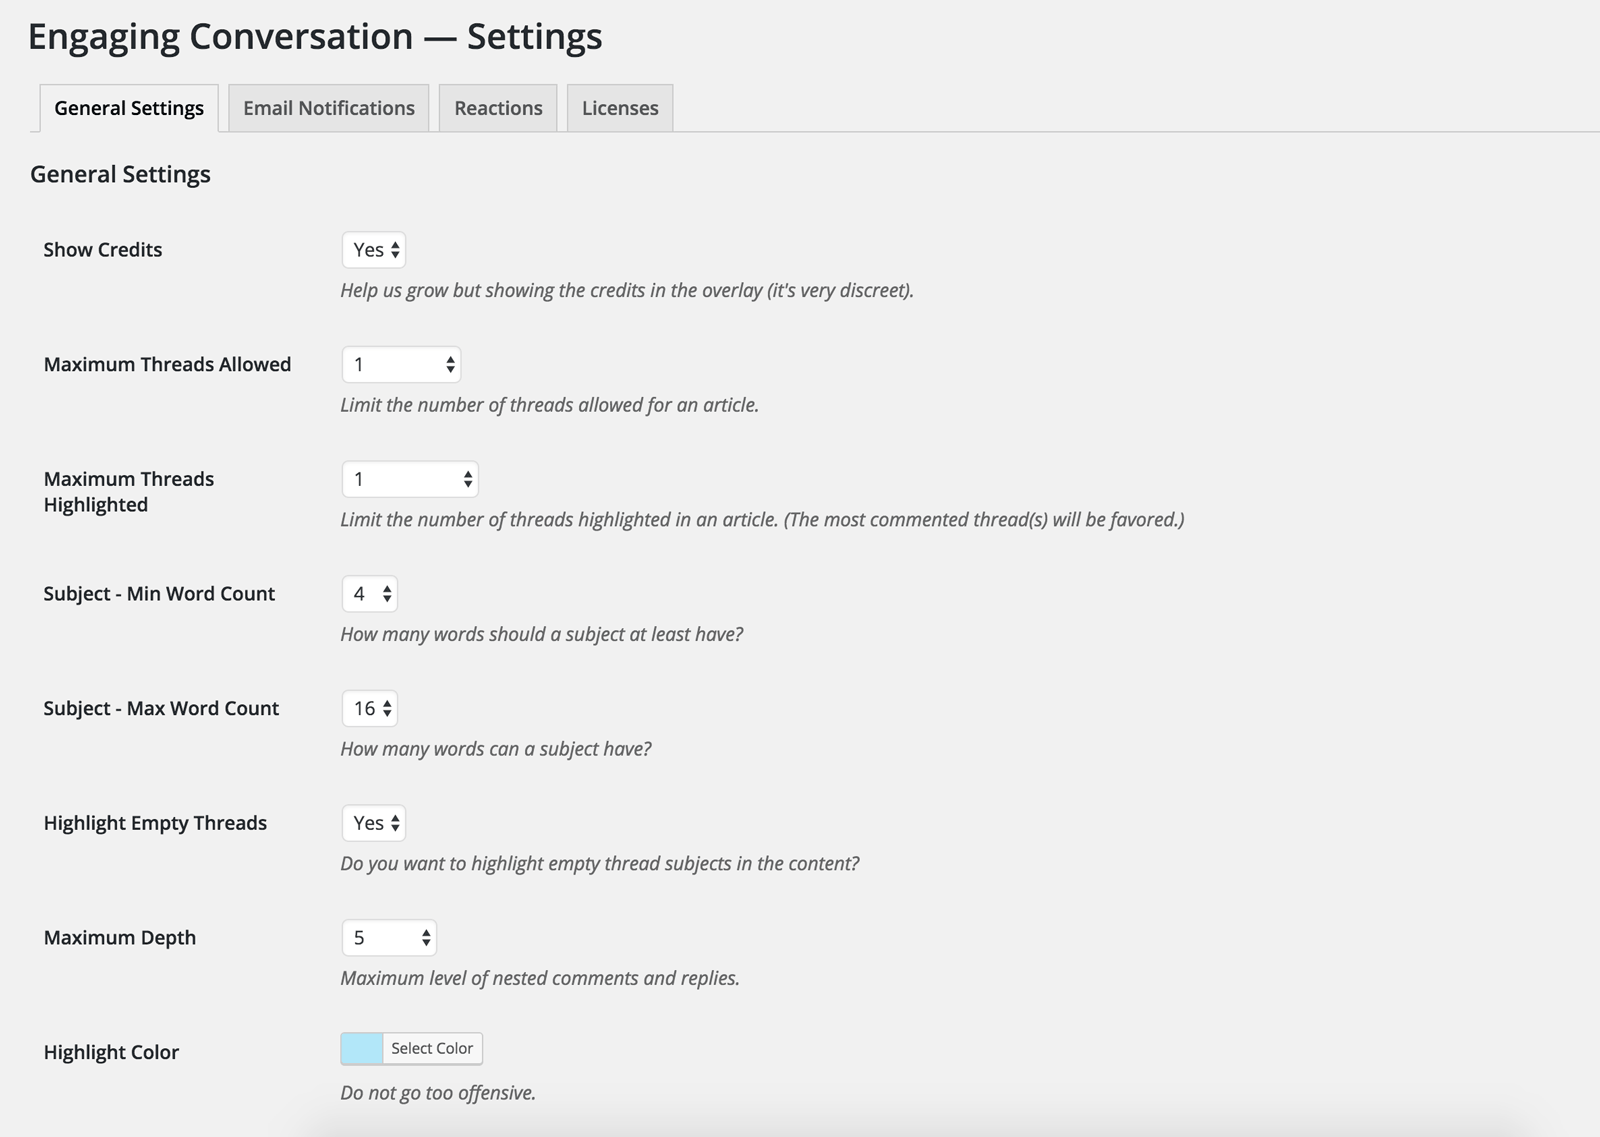 Engaging Conversation — Settings
General Settings
Email Notifications
Reactions
Licenses
General Settings
Show Credits
Yes
Help us grow but showing the credits in the overlay (it's very discreet).
Maximum Threads Allowed
1
Limit the number of threads allowed for an article.
Maximum Threads
Highlighted
1
Limit the number of threads highlighted in an article. (The most commented thread(s) will be favored.)
Subject - Min Word Count
4
How many words should a subject at least have?
Subject - Max Word Count
16
How many words can a subject have?
Highlight Empty Threads
Yes
Do you want to highlight empty thread subjects in the content?
Maximum Depth
5
Maximum level of nested comments and replies.
Highlight Color
Select Color
Do not go too offensive.